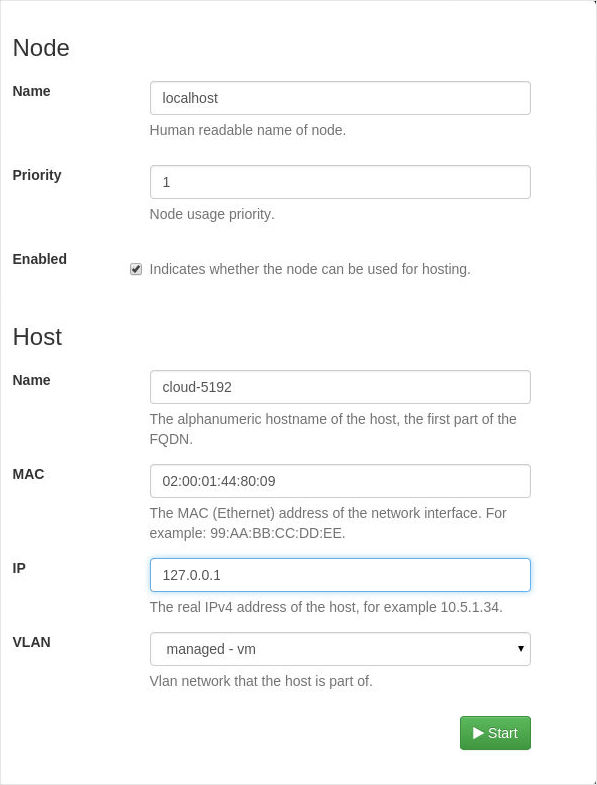 Node
Name
localhost
Human readable name of node.
Priority
1
Node usage priority.
Enabled
Indicates whether the node can be used for hosting.
Host
Name
cloud-5192
The alphanumeric hostname of the host, the first part of the
FQDN.
MAC
02:00:01:44:80:09
The MAC (Ethernet) address of the network interface. For
example: 99:AA:BB:CC:DD:EE.
IP
127.0.0.1
The real IPv4 address of the host, for example 10.5.1.34.
VLAN
managed - vm
Vlan network that the host is part of.
Start